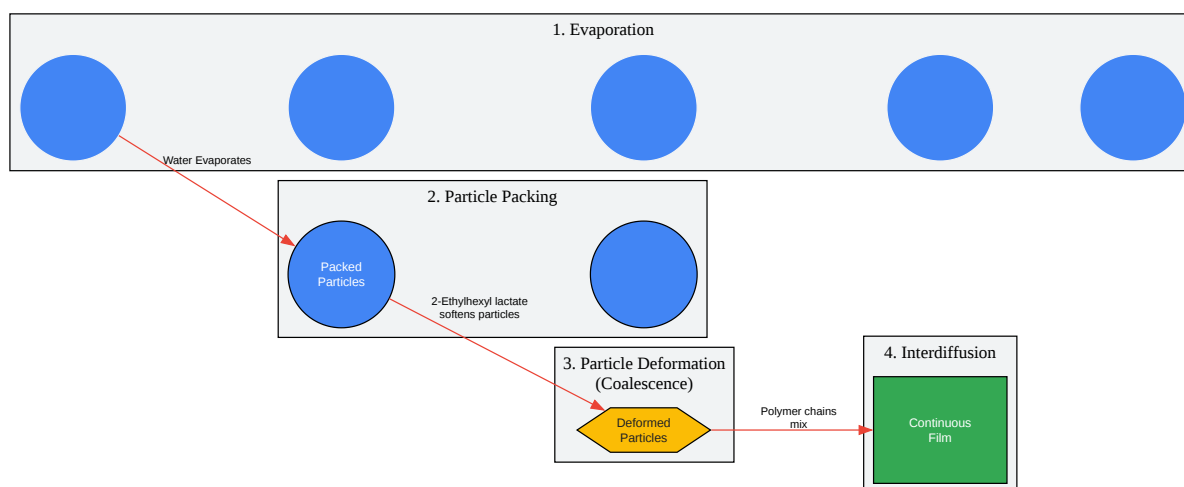 1. Evaporation
Water Evaporates
2. Particle Packing
Packed
Particles
2-Ethylhexyl lactate
softens particles
3. Particle Deformation
(Coalescence)
Deformed
Particles
Polymer chains
mix
4. Interdiffusion
Continuous
Film